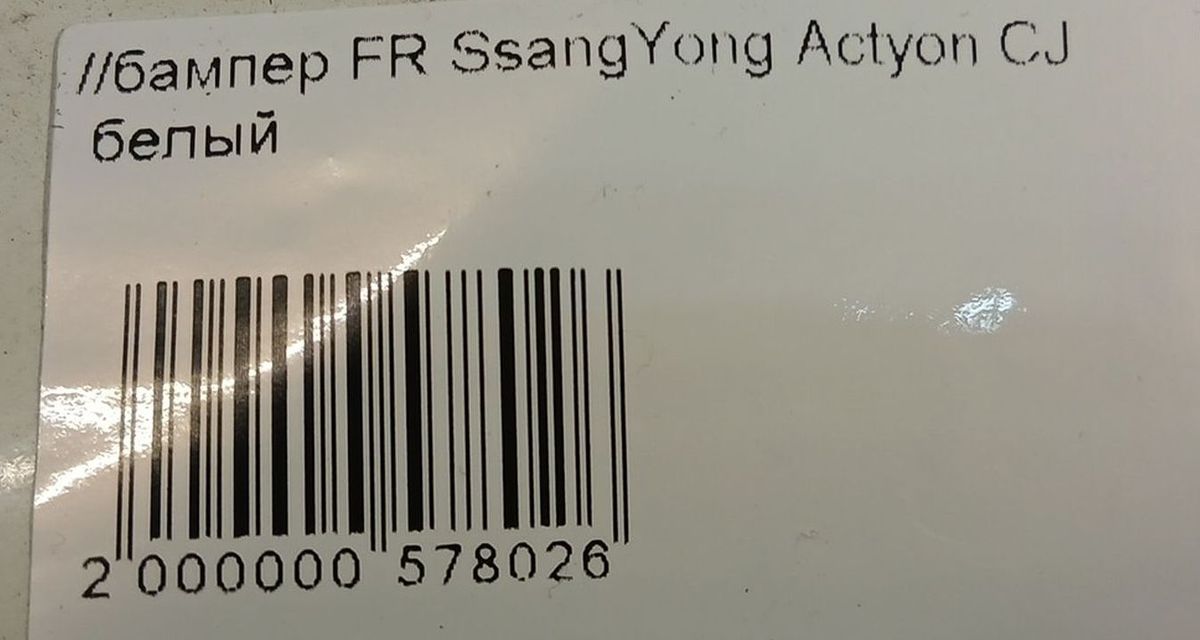 //бампер FR SsangYong Actyon CJ
белый
2 000000 578026